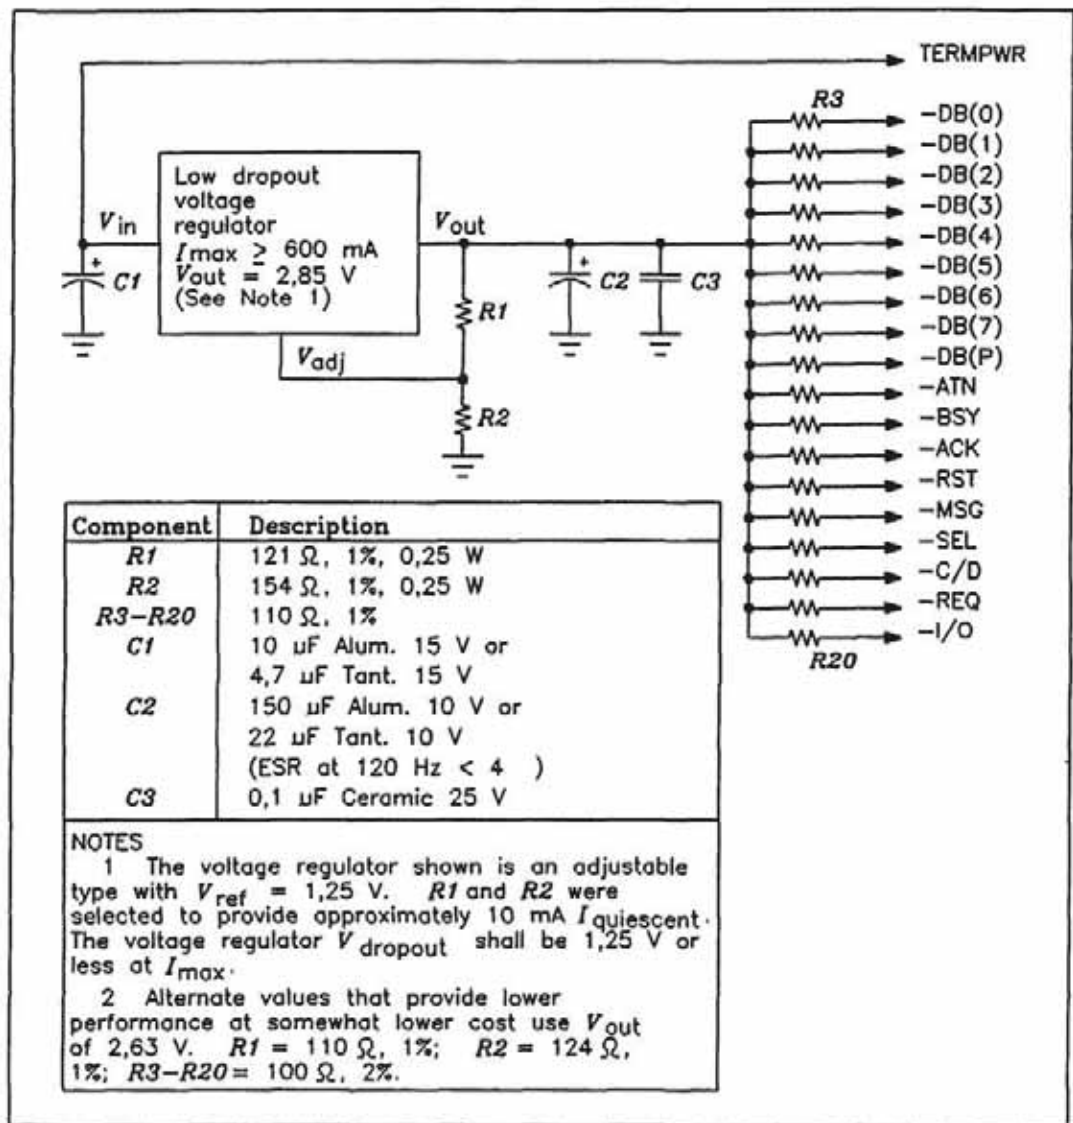 TERMPWR
R3
-DB(0)
-DB(1)
-DB(2)
-DB(3)
-DB(4)
-DB(5)
-DB(6)
-DB(7)
-DB(P)
-ATN
-BSY
-ACK
-RST
-MSG
-SEL
-C/D
-REQ
-I/O
R20
Low dropout
voltage
regulator
Imax ≥ 600 mA
Vout = 2,85 V
(See Note 1)
Vin
Vout
+
C1
R1
+
C2
C3
Vadj
R2
Component Description
R1 121 Ω, 1%, 0,25 W
R2 154 Ω, 1%, 0,25 W
R3-R20 110 Ω, 1%
C1 10 µF Alum. 15 V or
4,7 µF Tant. 15 V
C2 150 µF Alum. 10 V or
22 µF Tant. 10 V
(ESR at 120 Hz < 4 )
C3 0,1 µF Ceramic 25 V
NOTES
1 The voltage regulator shown is an adjustable
type with Vref = 1,25 V. R1 and R2 were
selected to provide approximately 10 mA Iquiescent.
The voltage regulator Vdropout shall be 1,25 V or
less at Imax.
2 Alternate values that provide lower
performance at somewhat lower cost use Vout
of 2,63 V. R1 = 110 Ω, 1%; R2 = 124 Ω,
1%; R3-R20 = 100 Ω, 2%.